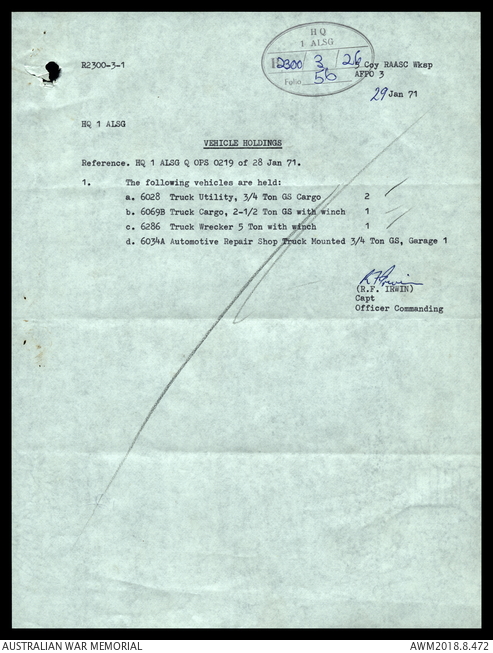 HQ
1 ALSG
R2300/3/26
Folio 56
R2300-3-1
5 Coy RAASC Wksp
AFPO 3
29 Jan 71
HQ 1 ALSG
VEHICLE HOLDINGS
Reference. HQ 1 ALSG Q OPS 0219 of 28 Jan 71.
1. The following vehicles are held:
a. 6028 Truck Utility, 3/4 Ton GS Cargo 2
b. 6069B Truck Cargo, 2-1/2 Ton GS with winch 1
c. 6286 Truck Wrecker 5 Ton with winch 1
d. 6034A Automotive Repair Shop Truck Mounted 3/4 Ton GS, Garage 1
R F Irwin
(R.F. IRWIN)
Capt
Officer Commanding
AUSTRALIAN WAR MEMORIAL
AWM2018.8.472